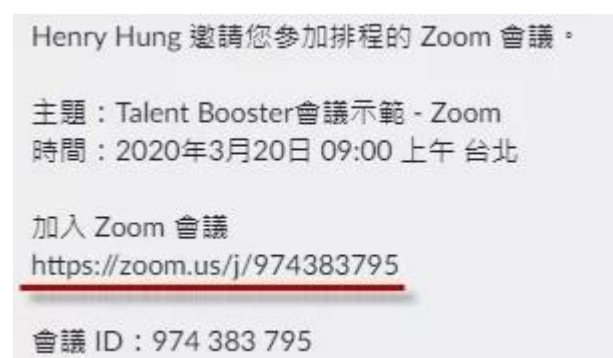 Henry Hung 邀請您參加排程的 Zoom 會議。
主題：Talent Booster會議示範 - Zoom
時間：2020年3月20日 09:00 上午 台北
加入 Zoom 會議
https://zoom.us/j/974383795
會議 ID：974 383 795